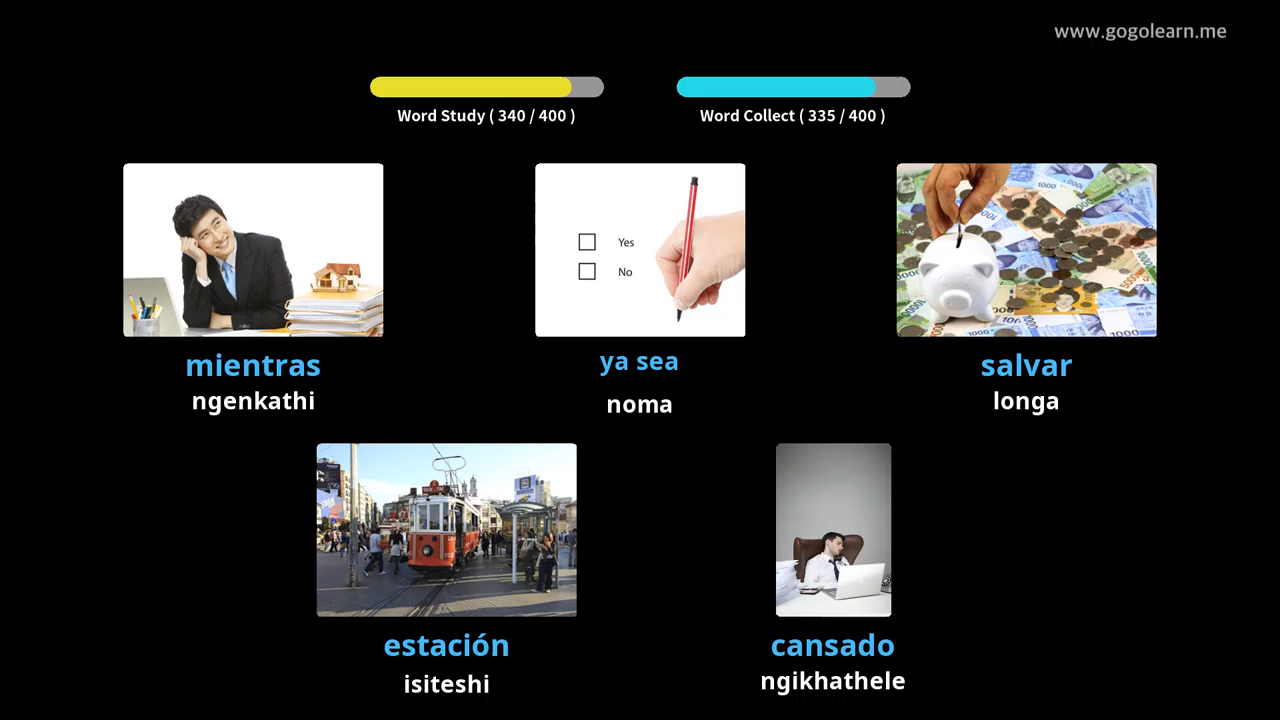 www.gogolearn.me
Word Study ( 340 / 400 )
Word Collect ( 335 / 400 )
Yes
No
mientras
ngenkathi
ya sea
noma
salvar
longa
estación
isiteshi
cansado
ngikhathele